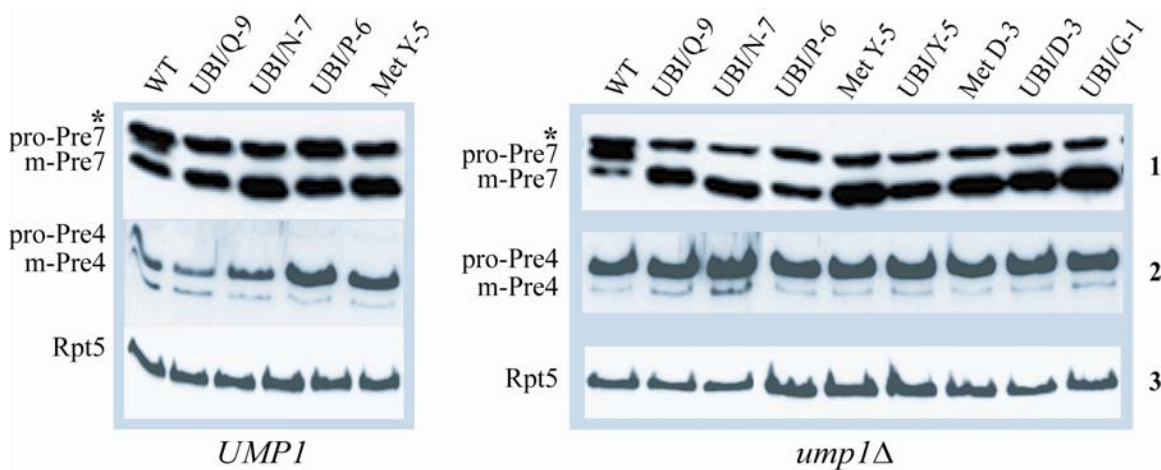 WT UBI/Q-9 UBI/N-7 UBI/P-6 Met Y-5
*
pro-Pre7
m-Pre7
pro-Pre4
m-Pre4
Rpt5
UMP1
WT UBI/Q-9 UBI/N-7 UBI/P-6 Met Y-5 UBI/Y-5 Met D-3 UBI/D-3 UBI/G-1
*
pro-Pre7
m-Pre7
1
pro-Pre4
m-Pre4
2
Rpt5
3
ump1Δ